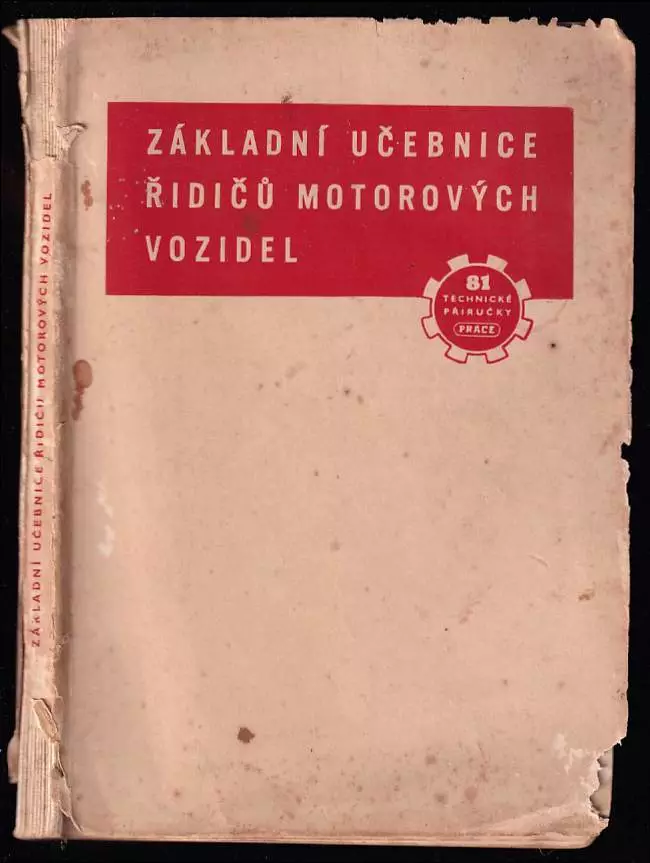 ZÁKLADNÍ UČEBNICE
ŘIDIČŮ MOTOROVÝCH
VOZIDEL
81
TECHNICKÉ
PŘÍRUČKY
PRÁCE
ZÁKLADNÍ UČEBNICE ŘIDIČŮ MOTOROVÝCH VOZIDEL